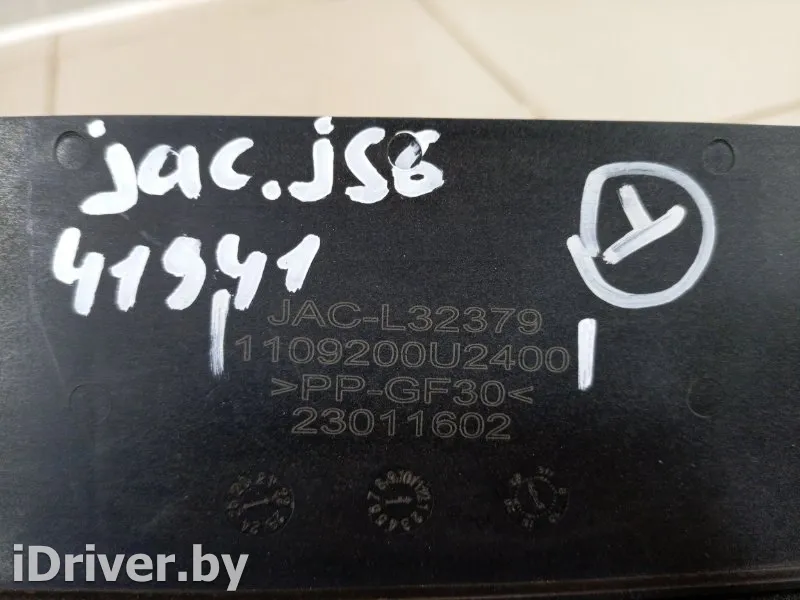 jac.js6
41941
Y
JAC-L32379
1109200U2400
>PP-GF30<
23011602
iDriver.by